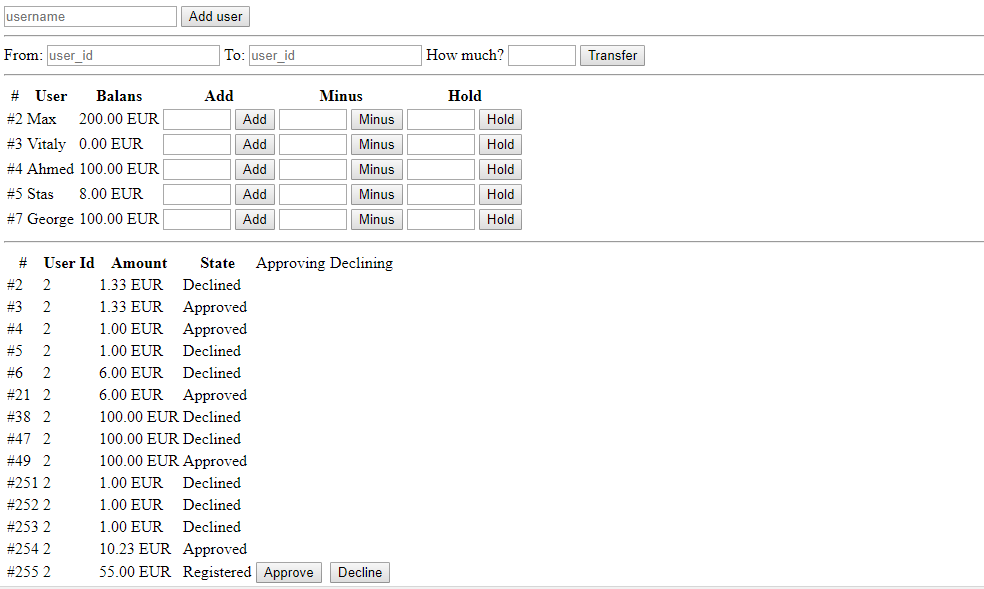 username Add user
From: user_id To: user_id How much? Transfer
# User Balans Add Minus Hold
#2 Max 200.00 EUR Add Minus Hold
#3 Vitaly 0.00 EUR Add Minus Hold
#4 Ahmed 100.00 EUR Add Minus Hold
#5 Stas 8.00 EUR Add Minus Hold
#7 George 100.00 EUR Add Minus Hold
# User Id Amount State Approving Declining
#2 2 1.33 EUR Declined
#3 2 1.33 EUR Approved
#4 2 1.00 EUR Approved
#5 2 1.00 EUR Declined
#6 2 6.00 EUR Declined
#21 2 6.00 EUR Approved
#38 2 100.00 EUR Declined
#47 2 100.00 EUR Declined
#49 2 100.00 EUR Approved
#251 2 1.00 EUR Declined
#252 2 1.00 EUR Declined
#253 2 1.00 EUR Declined
#254 2 10.23 EUR Approved
#255 2 55.00 EUR Registered Approve Decline